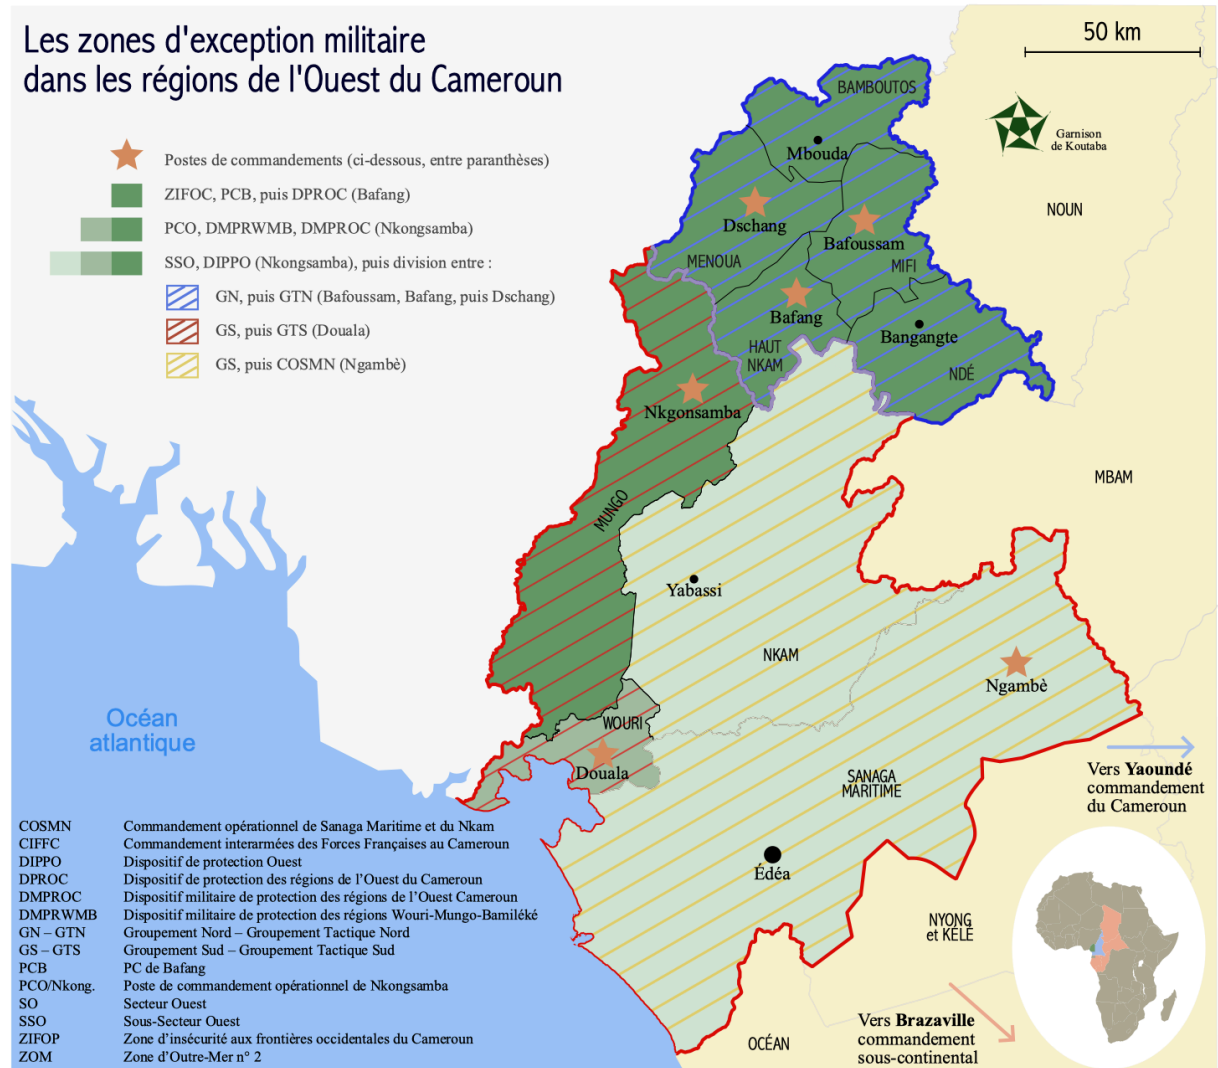 Les zones d'exception militaire
dans les régions de l'Ouest du Cameroun
50 km
Postes de commandements (ci-dessous, entre paranthèses)
ZIFOC, PCB, puis DPROC (Bafang)
PCO, DMPRWMB, DMPROC (Nkongsamba)
SSO, DIPPO (Nkongsamba), puis division entre :
GN, puis GTN (Bafoussam, Bafang, puis Dschang)
GS, puis GTS (Douala)
GS, puis COSMN (Ngambè)
BAMBOUTOS
Mbouda
Garnison
de Koutaba
NOUN
Dschang
Bafoussam
MENOUA
MIFI
Bafang
Bangangte
HAUT
NKAM
NDÉ
Nkgonsamba
MBAM
MUNGO
Yabassi
NKAM
Ngambè
WOURI
Douala
SANAGA
MARITIME
Océan
atlantique
Vers Yaoundé
commandement
du Cameroun
Édéa
NYONG
et KÉLÉ
Vers Brazaville
commandement
sous-continental
OCÉAN
COSMN Commandement opérationnel de Sanaga Maritime et du Nkam
CIFFC Commandement interarmées des Forces Françaises au Cameroun
DIPPO Dispositif de protection Ouest
DPROC Dispositif de protection des régions de l’Ouest du Cameroun
DMPROC Dispositif militaire de protection des régions de l’Ouest Cameroun
DMPRWMB Dispositif militaire de protection des régions Wouri-Mungo-Bamiléké
GN – GTN Groupement Nord – Groupement Tactique Nord
GS – GTS Groupement Sud – Groupement Tactique Sud
PCB PC de Bafang
PCO/Nkong. Poste de commandement opérationnel de Nkongsamba
SO Secteur Ouest
SSO Sous-Secteur Ouest
ZIFOP Zone d’insécurité aux frontières occidentales du Cameroun
ZOM Zone d’Outre-Mer n° 2